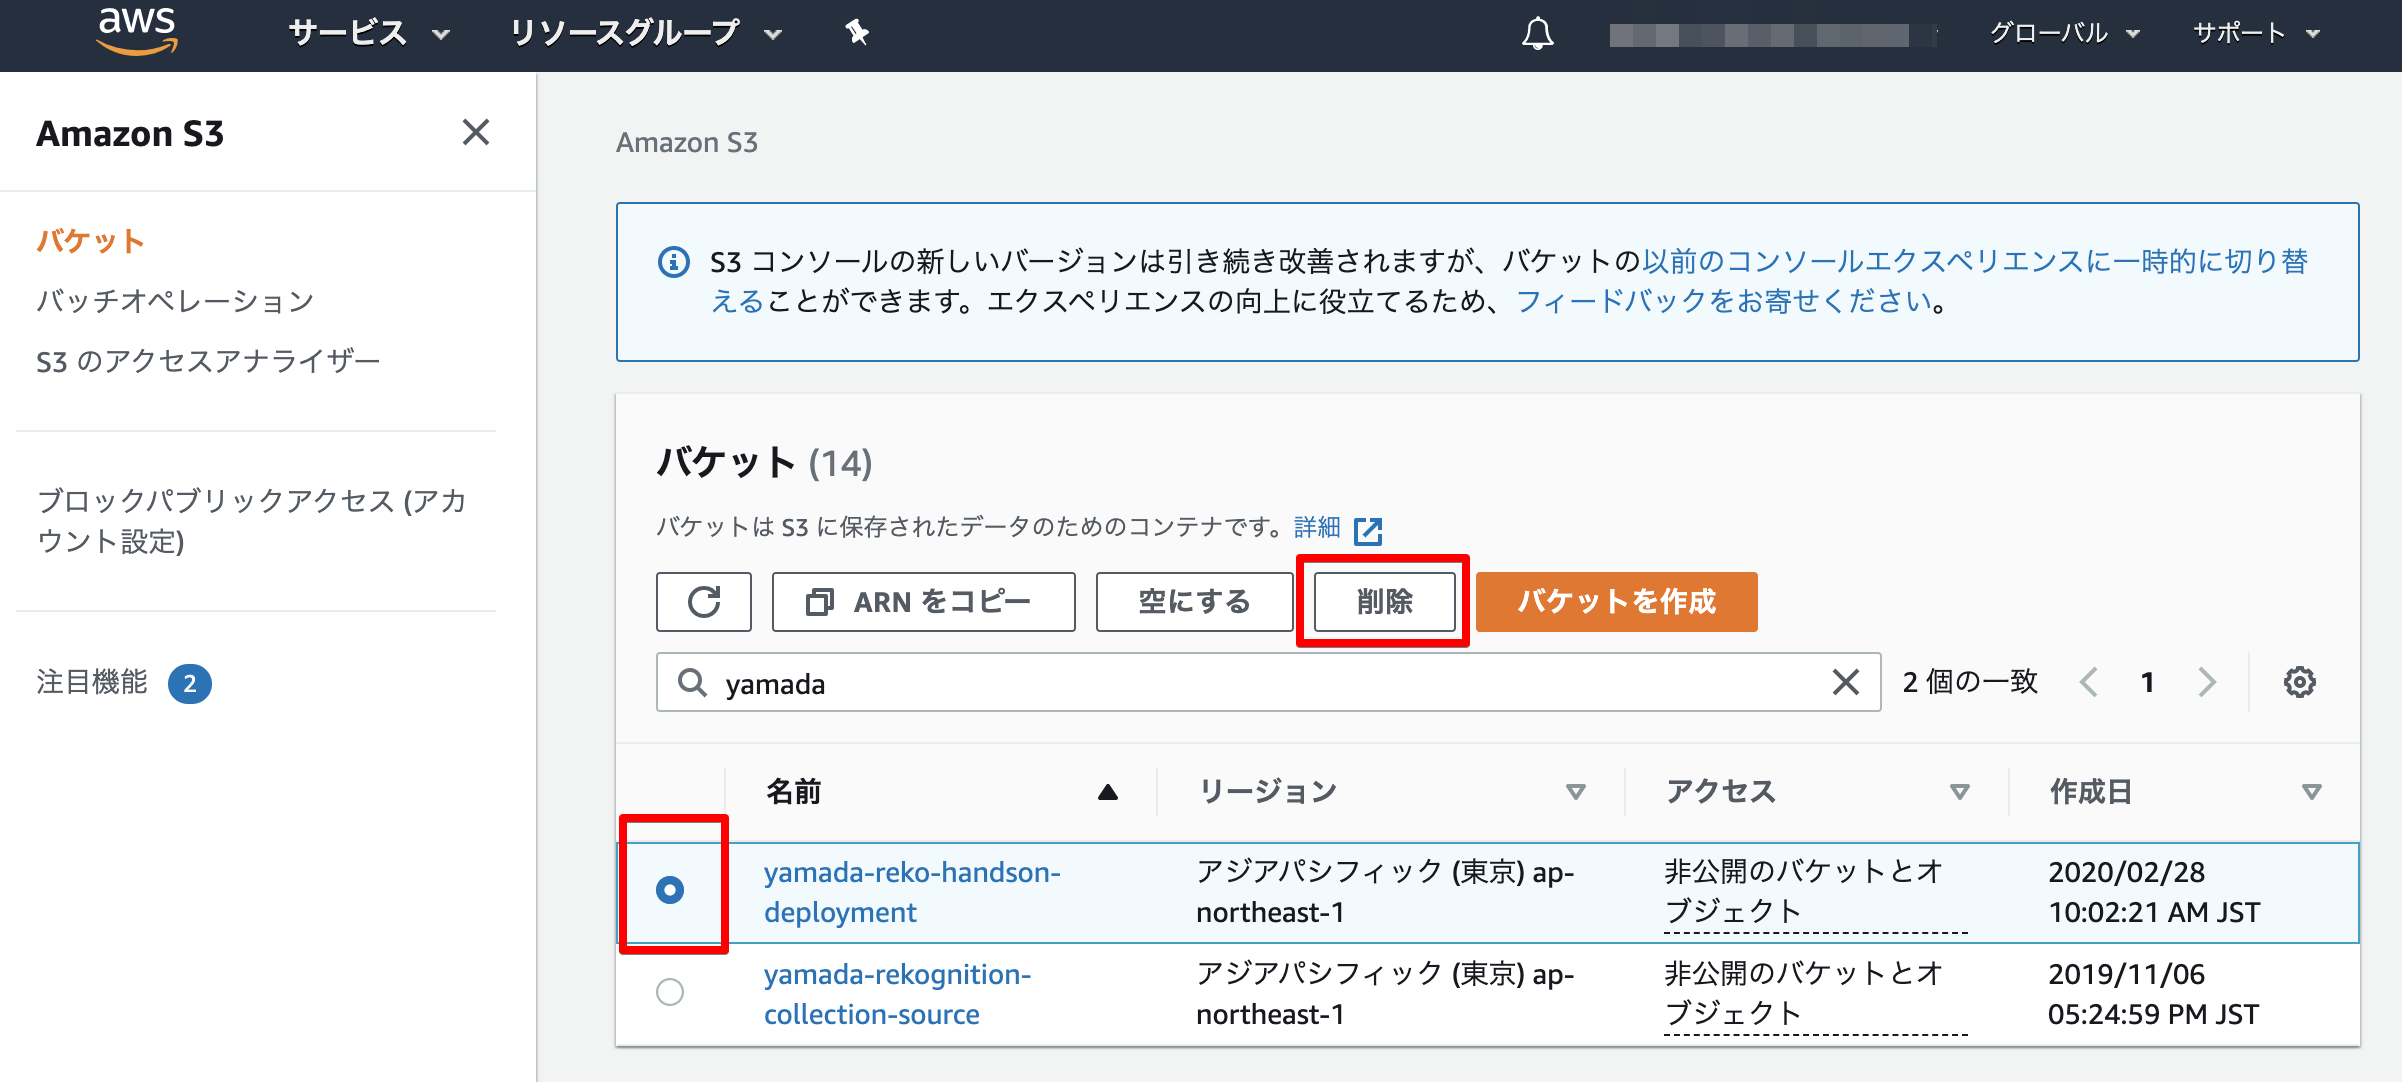 aws
サービス
リソースグループ
グローバル
サポート
Amazon S3
バケット
バッチオペレーション
S3 のアクセスアナライザー
ブロックパブリックアクセス (アカ
ウント設定)
注目機能 2
Amazon S3
S3 コンソールの新しいバージョンは引き続き改善されますが、バケットの以前のコンソールエクスペリエンスに一時的に切り替
えることができます。エクスペリエンスの向上に役立てるため、フィードバックをお寄せください。
バケット (14)
バケットは S3 に保存されたデータのためのコンテナです。詳細
ARN をコピー
空にする
削除
バケットを作成
yamada
2 個の一致
1
名前
リージョン
アクセス
作成日
yamada-reko-handson-
deployment
アジアパシフィック (東京) ap-
northeast-1
非公開のバケットとオ
ブジェクト
2020/02/28
10:02:21 AM JST
yamada-rekognition-
collection-source
アジアパシフィック (東京) ap-
northeast-1
非公開のバケットとオ
ブジェクト
2019/11/06
05:24:59 PM JST